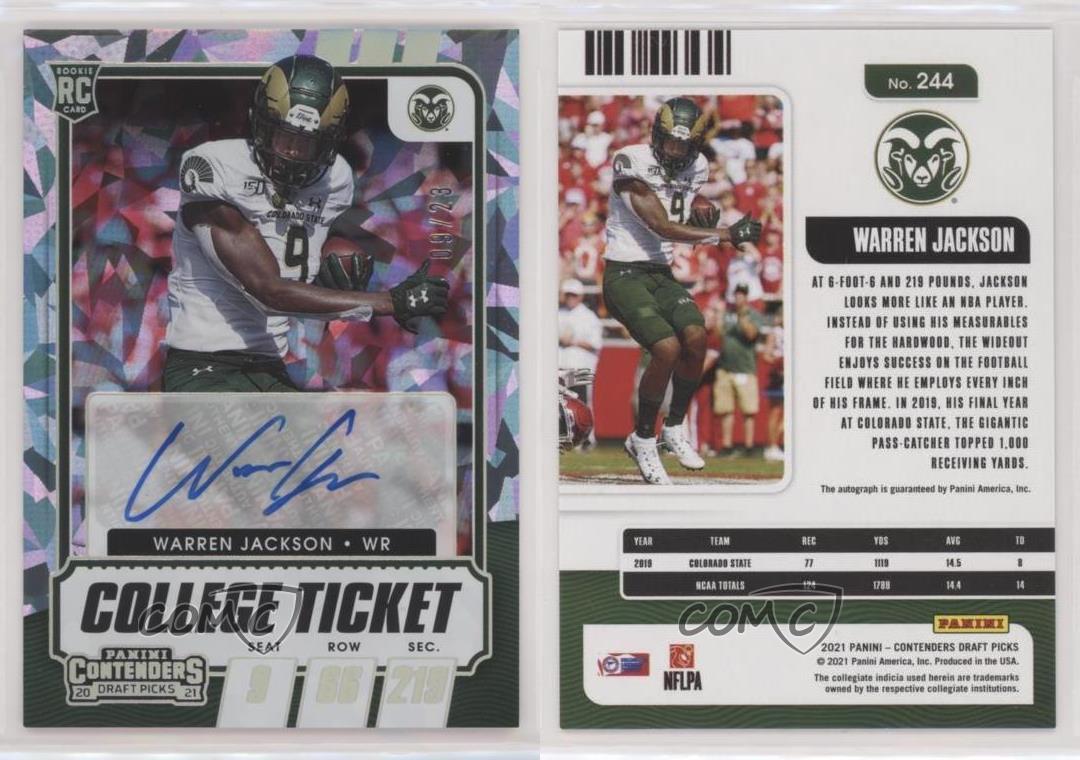 ROOKIE
RC
CARD
150
COLORADO STATE
9
09/23
WARREN JACKSON • WR
COLLEGE TICKET
SEAT ROW SEC.
9 66 219
PANINI
CONTENDERS
20 DRAFT PICKS 21
COMC
No. 244
9
WARREN JACKSON
AT 6-FOOT-6 AND 219 POUNDS, JACKSON
LOOKS MORE LIKE AN NBA PLAYER.
INSTEAD OF USING HIS MEASURABLES
FOR THE HARDWOOD, THE WIDEOUT
ENJOYS SUCCESS ON THE FOOTBALL
FIELD WHERE HE EMPLOYS EVERY INCH
OF HIS FRAME. IN 2019, HIS FINAL YEAR
AT COLORADO STATE, THE GIGANTIC
PASS-CATCHER TOPPED 1,000
RECEIVING YARDS.
The autograph is guaranteed by Panini America, Inc.
YEAR TEAM REC YDS AVG TD
2019 COLORADO STATE 77 1119 14.5 8
NCAA TOTALS 124 1789 14.4 14
COMC
PANINI
2021 PANINI – CONTENDERS DRAFT PICKS
© 2021 Panini America, Inc. Produced in the USA.
The collegiate indicia used herein are trademarks
owned by the respective collegiate institutions.
NFLPA